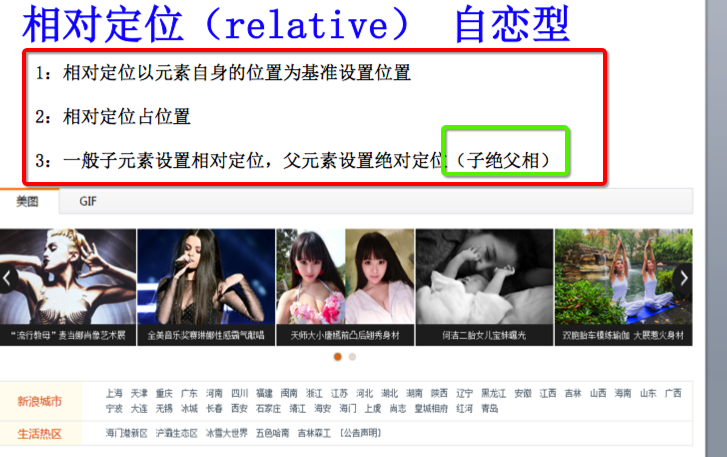 相对定位（relative） 自恋型
1：相对定位以元素自身的位置为基准设置位置
2：相对定位占位置
3：一般子元素设置相对定位，父元素设置绝对定位（子绝父相）
美图 GIF
“流行教母”麦当娜肖像艺术展 全美音乐奖赛琳娜性感霸气献唱 天师大小唐嫣前凸后翘秀身材 何洁二胎女儿宝妹曝光 双胞胎车模练瑜伽 大展惹火身材
新浪城市 上海 天津 重庆 广东 河南 四川 福建 闽南 浙江 江苏 河北 湖北 湖南 陕西 辽宁 黑龙江 安徽 江西 吉林 山西 海南 山东 广西
宁波 大连 无锡 冰城 长春 西安 石家庄 靖江 海安 海门 上虞 尚志 皇城相府 红河 青岛
生活热区 海门港新区 浐灞生态区 冰雪大世界 五色哈南 吉林森工 [公告声明]